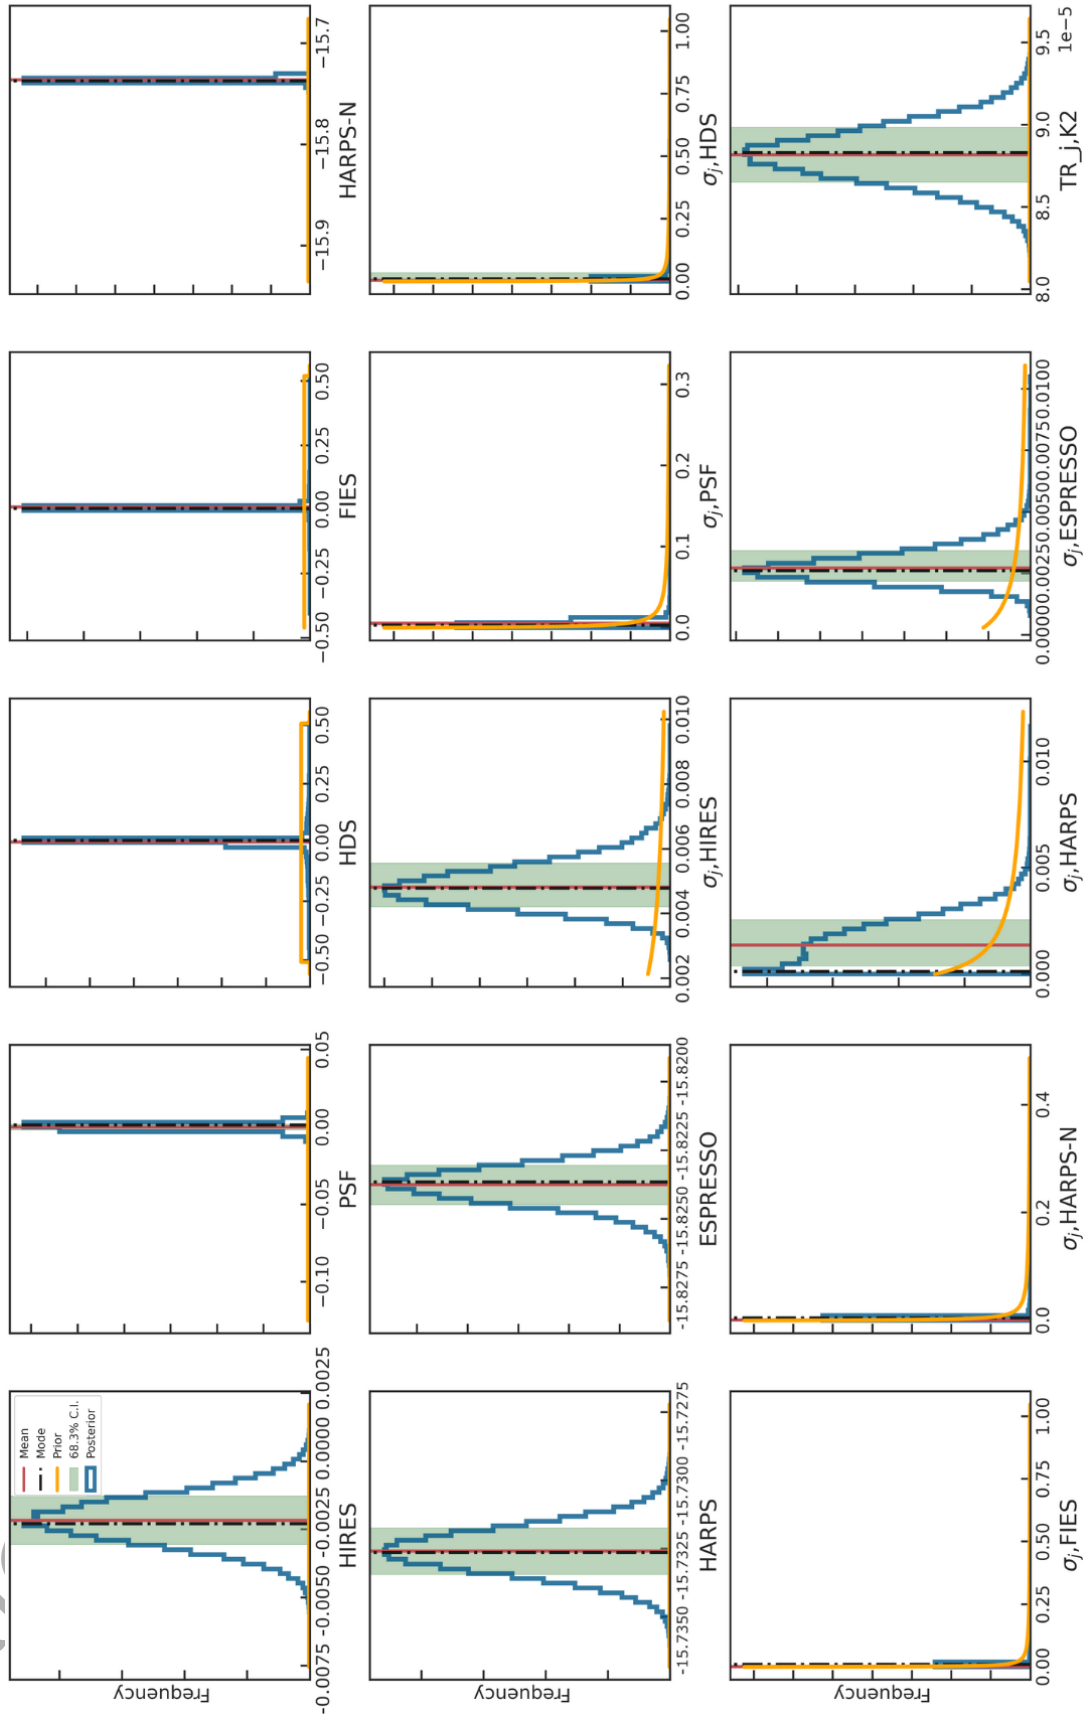 Frequency
Mean
Mode
Prior
68.3% C.I.
Posterior
−0.0075 −0.0050 −0.0025 0.0000 0.0025
HIRES
−0.10 −0.05 0.00 0.05
PSF
−0.50 −0.25 0.00 0.25 0.50
HDS
−0.50 −0.25 0.00 0.25 0.50
FIES
−15.9 −15.8 −15.7
HARPS-N
Frequency
−15.7350 −15.7325 −15.7300 −15.7275
HARPS
−15.8275 −15.8250 −15.8225 −15.8200
ESPRESSO
0.002 0.004 0.006 0.008 0.010
σj,HIRES
0.0 0.1 0.2 0.3
σj,PSF
0.00 0.25 0.50 0.75 1.00
σj,HDS
Frequency
0.00 0.25 0.50 0.75 1.00
σj,FIES
0.0 0.2 0.4
σj,HARPS-N
0.000 0.005 0.010
σj,HARPS
0.0000 0.0025 0.0050 0.0075 0.0100
σj,ESPRESSO
8.0 8.5 9.0 9.5
1e−5
TR_j,K2